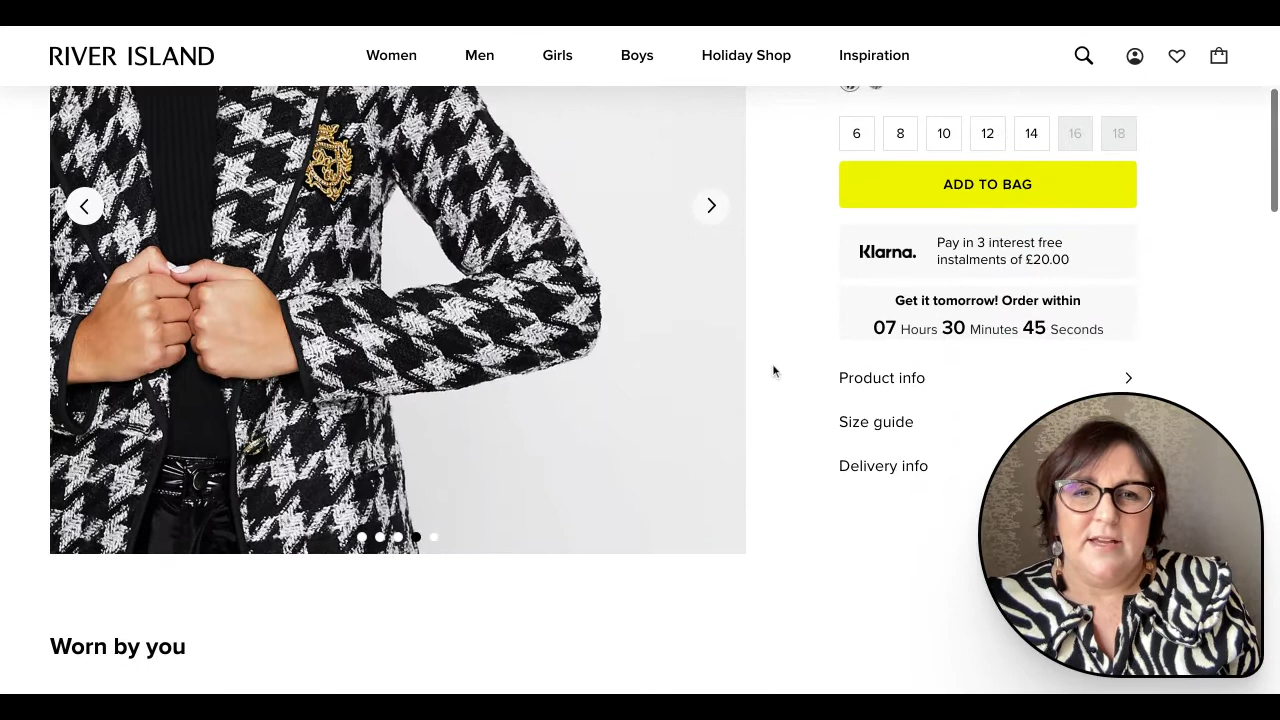 RIVER ISLAND
Women Men Girls Boys Holiday Shop Inspiration
6 8 10 12 14 16 18
ADD TO BAG
Klarna. Pay in 3 interest free
instalments of £20.00
Get it tomorrow! Order within
07 Hours 30 Minutes 45 Seconds
Product info
Size guide
Delivery info
Worn by you